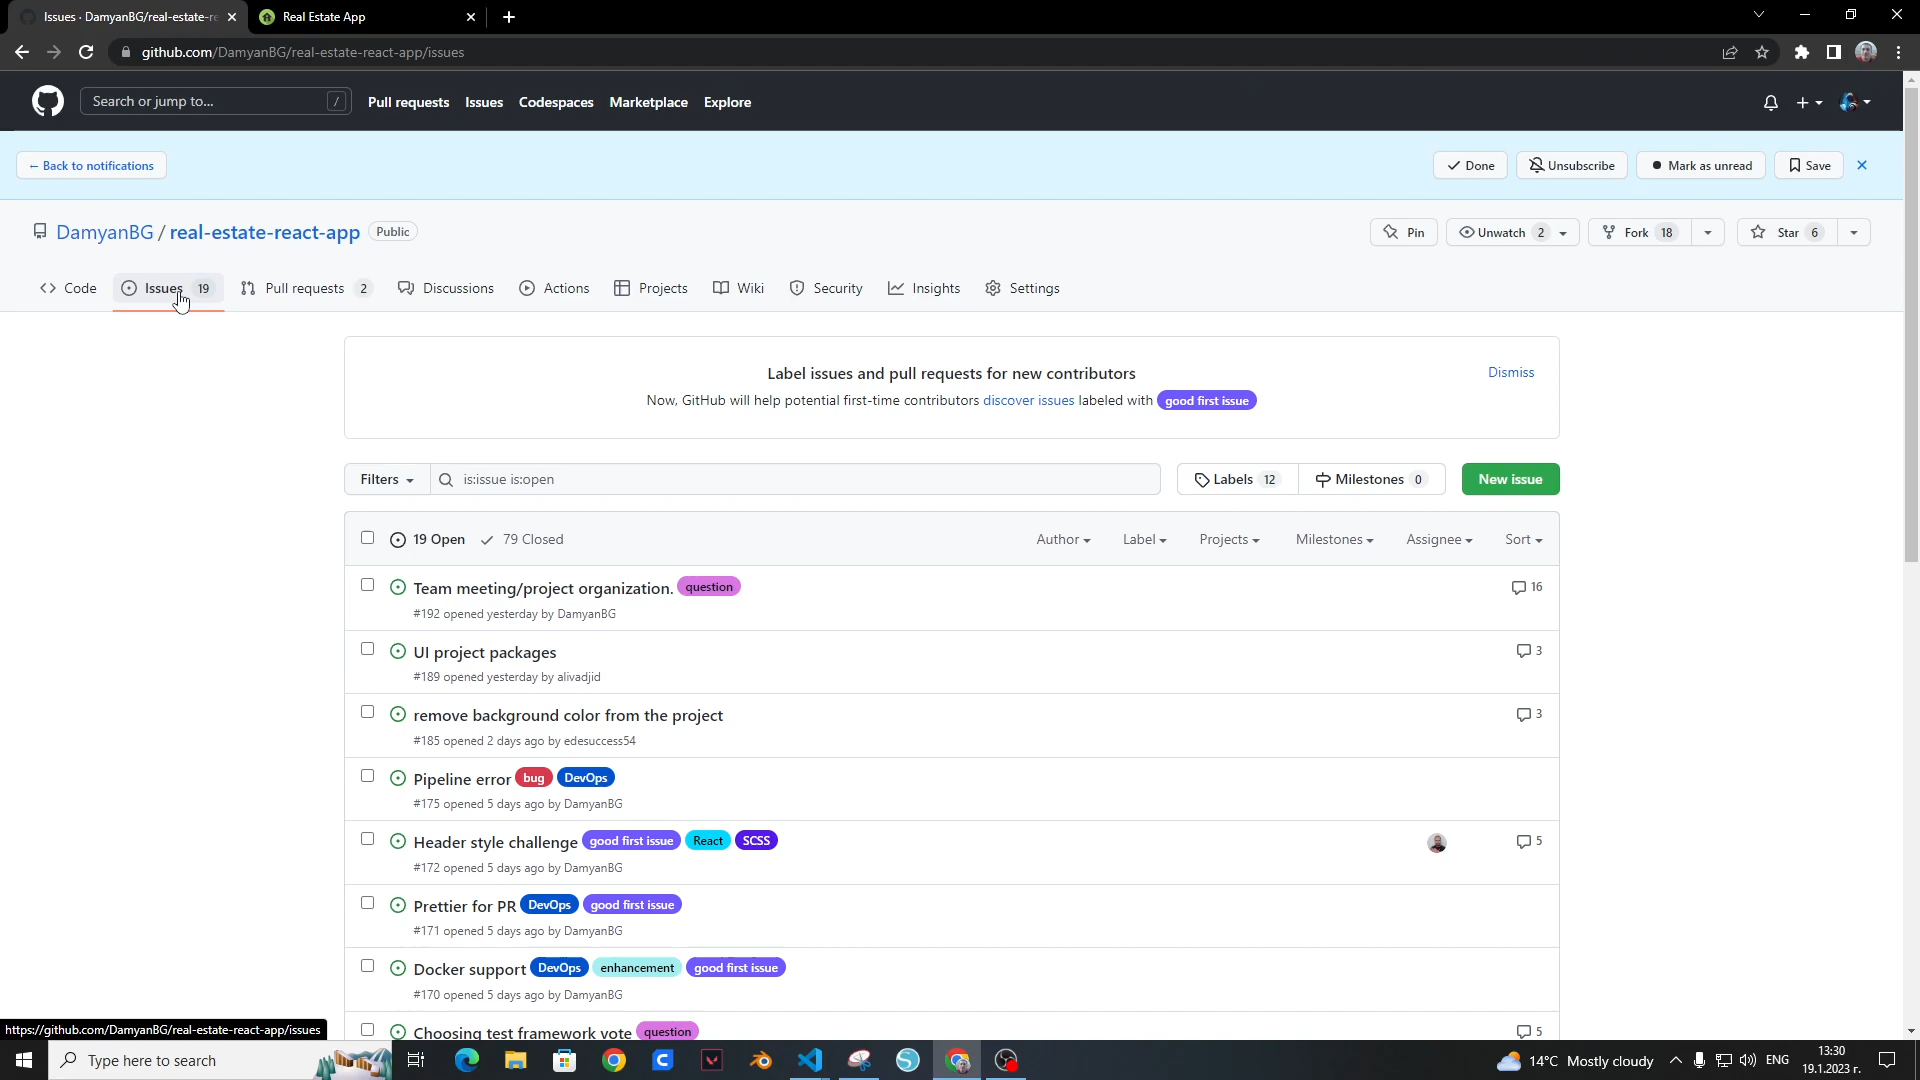 Issues · DamyanBG/real-estate-re
Real Estate App
github.com/DamyanBG/real-estate-react-app/issues
Search or jump to...
/
Pull requests
Issues
Codespaces
Marketplace
Explore
← Back to notifications
Done
Unsubscribe
Mark as unread
Save
DamyanBG / real-estate-react-app
Public
Pin
Unwatch 2
Fork 18
Star 6
Code
Issues 19
Pull requests 2
Discussions
Actions
Projects
Wiki
Security
Insights
Settings
Label issues and pull requests for new contributors
Dismiss
Now, GitHub will help potential first-time contributors discover issues labeled with good first issue
Filters
is:issue is:open
Labels 12
Milestones 0
New issue
19 Open
79 Closed
Author
Label
Projects
Milestones
Assignee
Sort
Team meeting/project organization. question
16
#192 opened yesterday by DamyanBG
UI project packages
3
#189 opened yesterday by alivadjid
remove background color from the project
3
#185 opened 2 days ago by edesuccess54
Pipeline error bug DevOps
#175 opened 5 days ago by DamyanBG
Header style challenge good first issue React SCSS
5
#172 opened 5 days ago by DamyanBG
Prettier for PR DevOps good first issue
#171 opened 5 days ago by DamyanBG
Docker support DevOps enhancement good first issue
#170 opened 5 days ago by DamyanBG
Choosing test framework vote question
5
https://github.com/DamyanBG/real-estate-react-app/issues
Type here to search
14°C Mostly cloudy
ENG
13:30
19.1.2023 г.